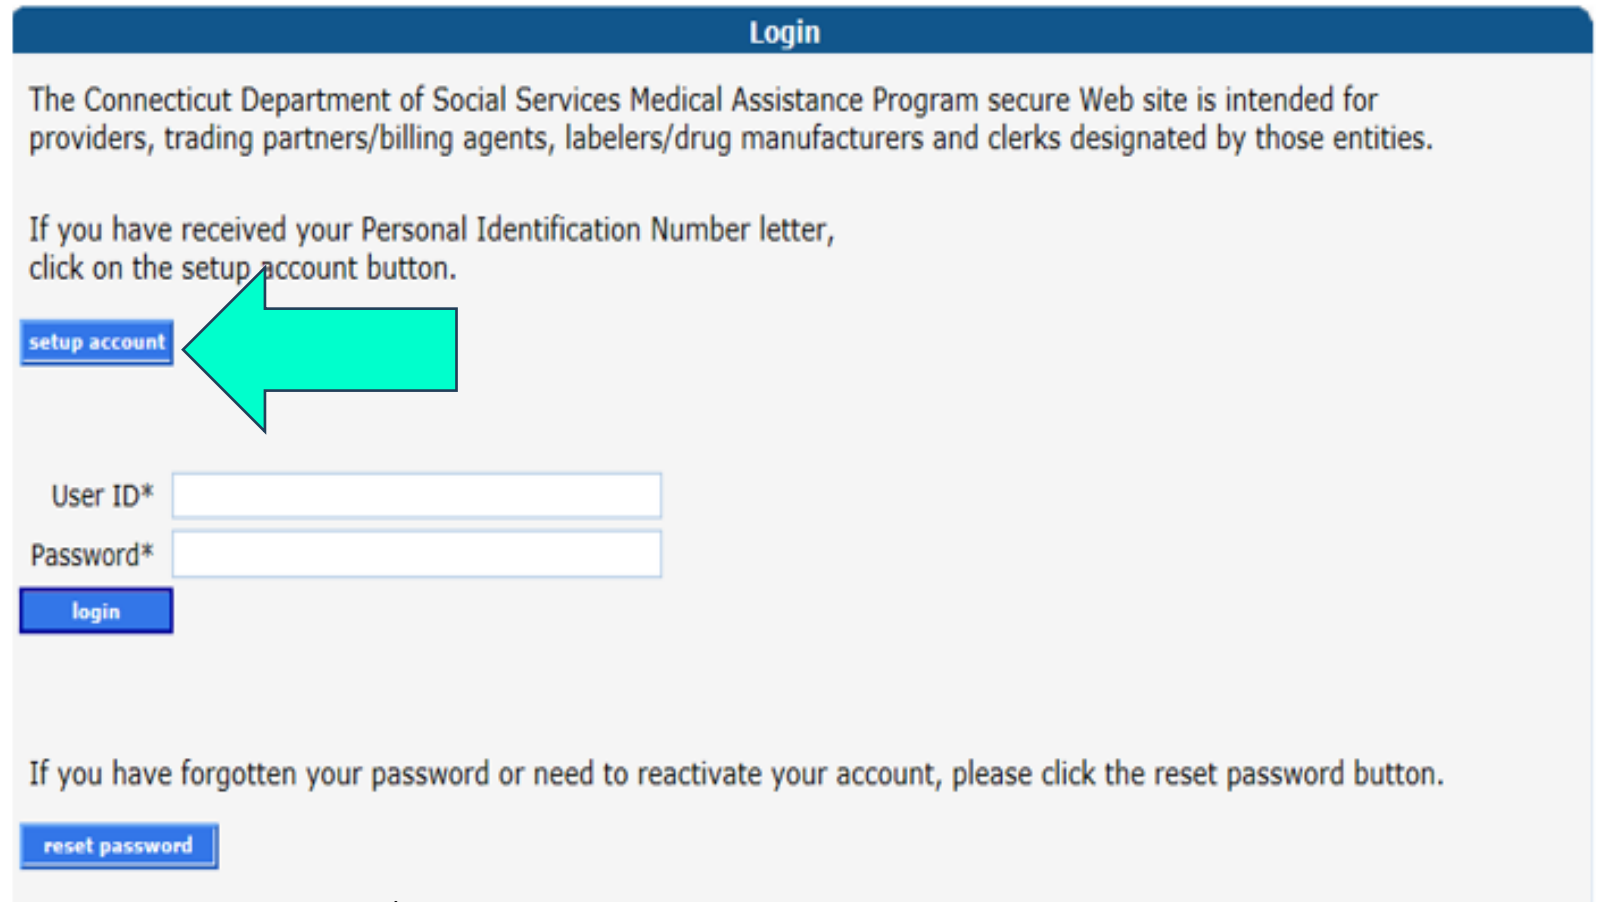 Login
The Connecticut Department of Social Services Medical Assistance Program secure Web site is intended for
providers, trading partners/billing agents, labelers/drug manufacturers and clerks designated by those entities.
If you have received your Personal Identification Number letter,
click on the setup account button.
setup account
User ID*
Password*
login
If you have forgotten your password or need to reactivate your account, please click the reset password button.
reset password